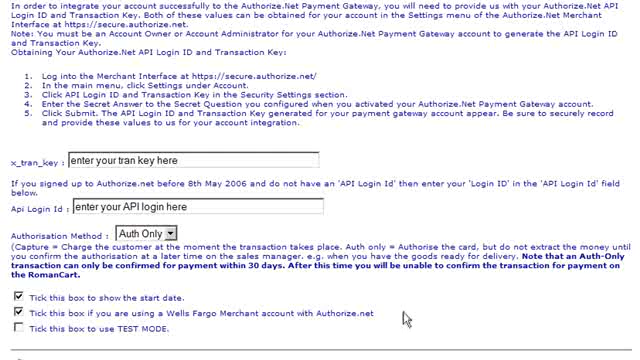 In order to integrate your account successfully to the Authorize.Net Payment Gateway, you will need to provide us with your Authorize.Net API
Login ID and Transaction Key. Both of these values can be obtained for your account in the Settings menu of the Authorize.Net Merchant
Interface at https://secure.authorize.net.
Note: You must be an Account Owner or Account Administrator for your Authorize.Net Payment Gateway account to generate the API Login ID
and Transaction Key.
Obtaining Your Authorize.Net API Login ID and Transaction Key:
1. Log into the Merchant Interface at https://secure.authorize.net/
2. In the main menu, click Settings under Account.
3. Click API Login ID and Transaction Key in the Security Settings section.
4. Enter the Secret Answer to the Secret Question you configured when you activated your Authorize.Net Payment Gateway account.
5. Click Submit. The API Login ID and Transaction Key generated for your payment gateway account appear. Be sure to securely record
and provide these values to us for your account integration.
x_tran_key : enter your tran key here
If you signed up to Authorize.net before 8th May 2006 and do not have an 'API Login Id' then enter your 'Login ID' in the 'API Login Id' field
below.
Api Login Id : enter your API login here
Authorisation Method : Auth Only
(Capture = Charge the customer at the moment the transaction takes place. Auth only = Authorise the card, but do not extract the money until
you confirm the authorisation at a later time on the sales manager. e.g. when you have the goods ready for delivery. Note that an Auth-Only
transaction can only be confirmed for payment within 30 days. After this time you will be unable to confirm the transaction for payment on
the RomanCart.
Tick this box to show the start date.
Tick this box if you are using a Wells Fargo Merchant account with Authorize.net
Tick this box to use TEST MODE.